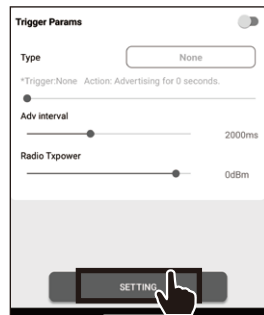 Trigger Params
Type
None
*Trigger:None Action: Advertising for 0 seconds.
Adv interval
2000ms
Radio Txpower
0dBm
SETTING